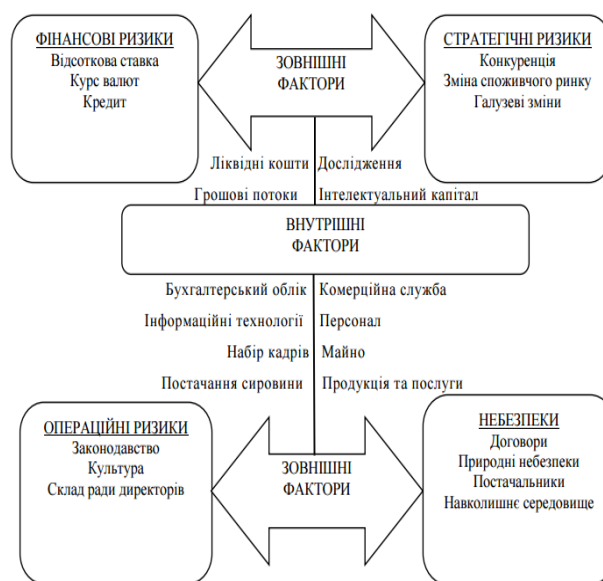 ФІНАНСОВІ РИЗИКИ
Відсоткова ставка
Курс валют
Кредит
ЗОВНІШНІ
ФАКТОРИ
СТРАТЕГІЧНІ РИЗИКИ
Конкуренція
Зміна споживчого ринку
Галузеві зміни
Ліквідні кошти
Дослідження
Грошові потоки
Інтелектуальний капітал
ВНУТРІШНІ
ФАКТОРИ
Бухгалтерський облік
Комерційна служба
Інформаційні технології
Персонал
Набір кадрів
Майно
Постачання сировини
Продукція та послуги
ОПЕРАЦІЙНІ РИЗИКИ
Законодавство
Культура
Склад ради директорів
ЗОВНІШНІ
ФАКТОРИ
НЕБЕЗПЕКИ
Договори
Природні небезпеки
Постачальники
Навколишнє середовище